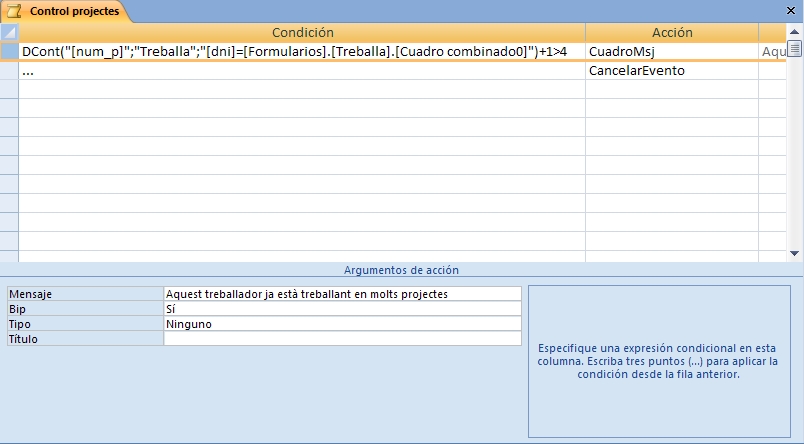 Control projectes
Condición Acción
DCont("[num_p]";"Treballa";"[dni]=[Formularios].[Treballa].[Cuadro combinado0]")+1>4 CuadroMsj Aqu
... CancelarEvento
Argumentos de acción
Mensaje Aquest treballador ja està treballant en molts projectes
Bip Sí
Tipo Ninguno
Título
Especifique una expresión condicional en esta
columna. Escriba tres puntos (...) para aplicar la
condición desde la fila anterior.